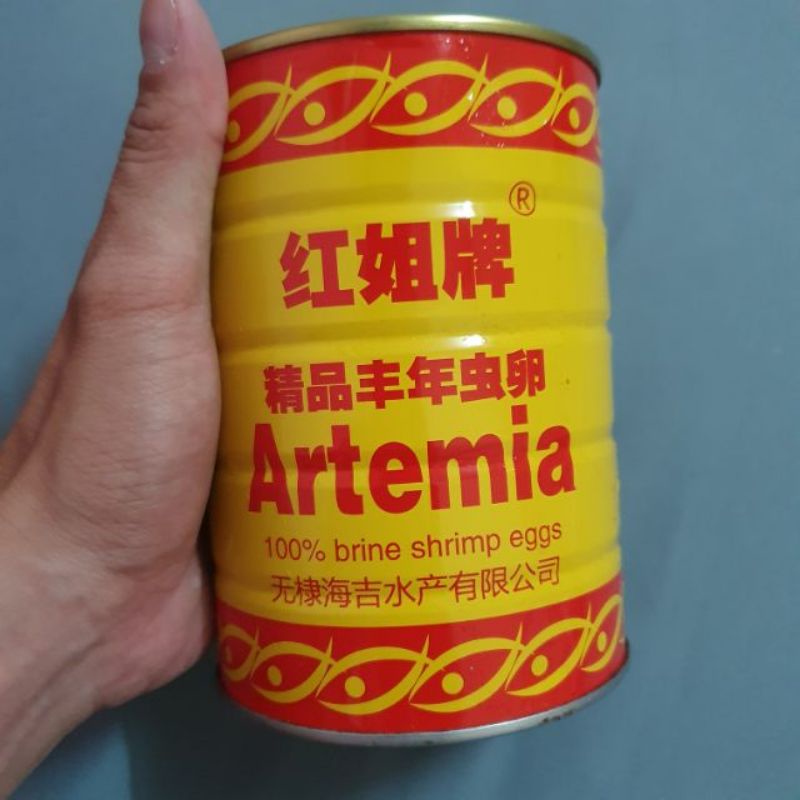 红姐牌®
精品丰年虫卵
Artemia
100% brine shrimp eggs
无棣海吉水产有限公司